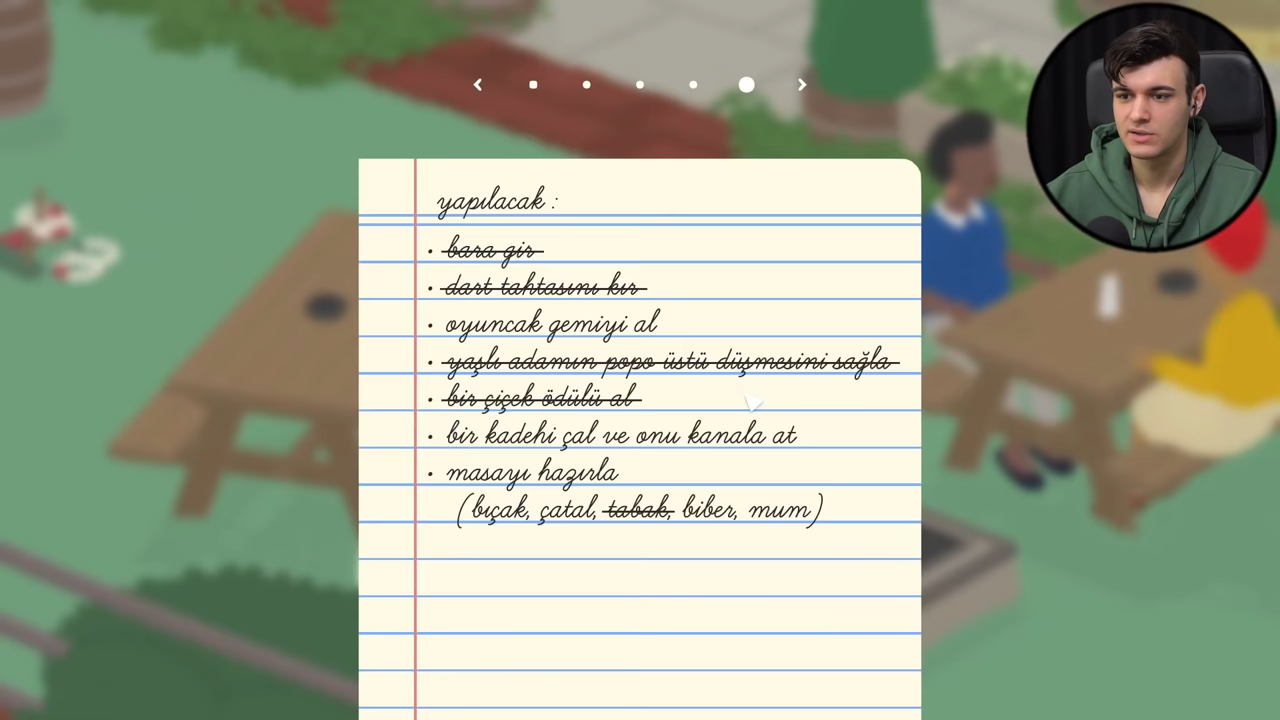 yapılacak :
• bara gir
• dart tahtasını kır
• oyuncak gemiyi al
• yaşlı adamın popo üstü düşmesini sağla
• bir çiçek ödülü al
• bir kadehi çal ve onu kanala at
• masayı hazırla
(bıçak, çatal, tabak, biber, mum)